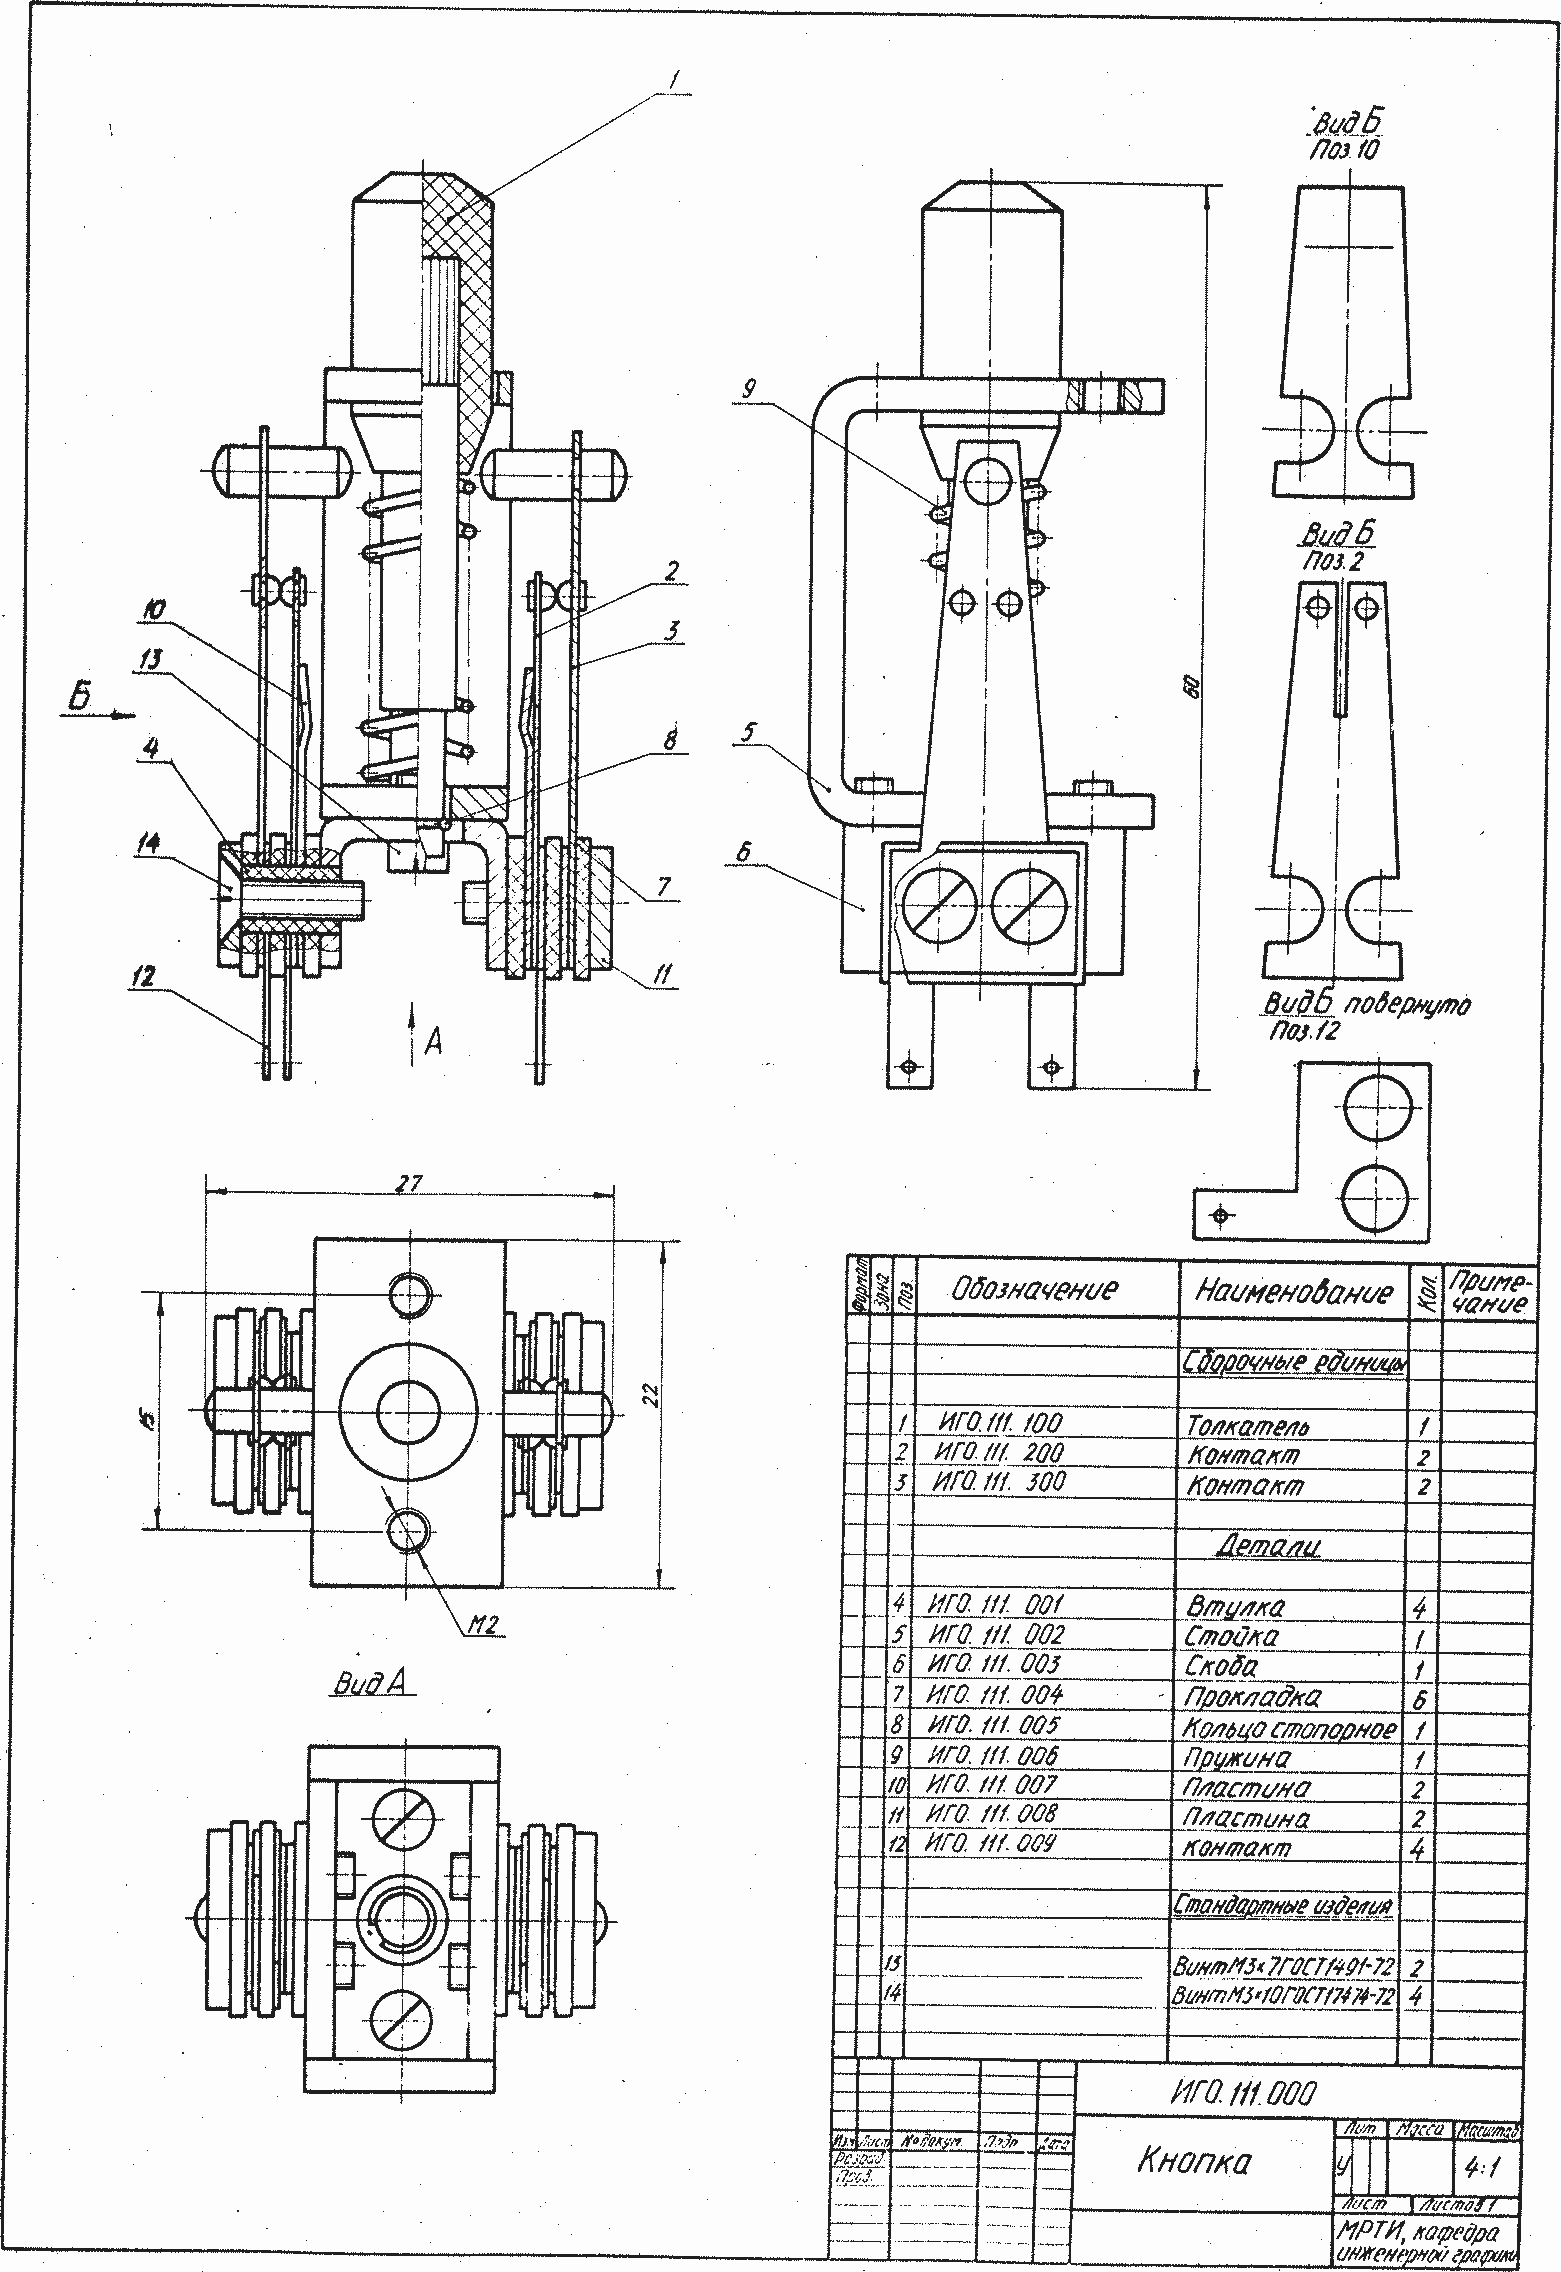 1
Вид Б
Поз.10
9
2
10
3
13
Б
4
8
5
14
6
7
12
11
А
60
Вид Б
Поз.2
Вид Б повернуто
Поз.12
27
15
22
М2
Вид А
Формат Зона Поз. Обозначение Наименование Кол. Приме-
чание
Сборочные единицы
1 ИГО.111.100 Толкатель 1
2 ИГО.111.200 Контакт 2
3 ИГО.111.300 Контакт 2
Детали
4 ИГО.111.001 Втулка 4
5 ИГО.111.002 Стойка 1
6 ИГО.111.003 Скоба 1
7 ИГО.111.004 Прокладка 6
8 ИГО.111.005 Кольцо стопорное 1
9 ИГО.111.006 Пружина 1
10 ИГО.111.007 Пластина 2
11 ИГО.111.008 Пластина 2
12 ИГО.111.009 Контакт 4
Стандартные изделия
13 Винт М3×7 ГОСТ1491-72 2
14 Винт М3×10 ГОСТ17474-72 4
ИГО.111.000
Изм Лист №докум. Подп. Дата
Разраб.
Пров.
Кнопка
Лит Масса Масштаб
У 4:1
Лист Листов 1
МРТИ, кафедра
инженерной графики